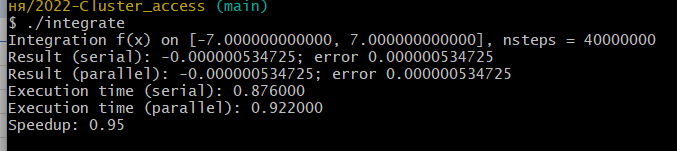 ня/2022-Cluster_access (main)
$ ./integrate
Integration f(x) on [-7.000000000000, 7.000000000000], nsteps = 40000000
Result (serial): -0.000000534725; error 0.000000534725
Result (parallel): -0.000000534725; error 0.000000534725
Execution time (serial): 0.876000
Execution time (parallel): 0.922000
Speedup: 0.95